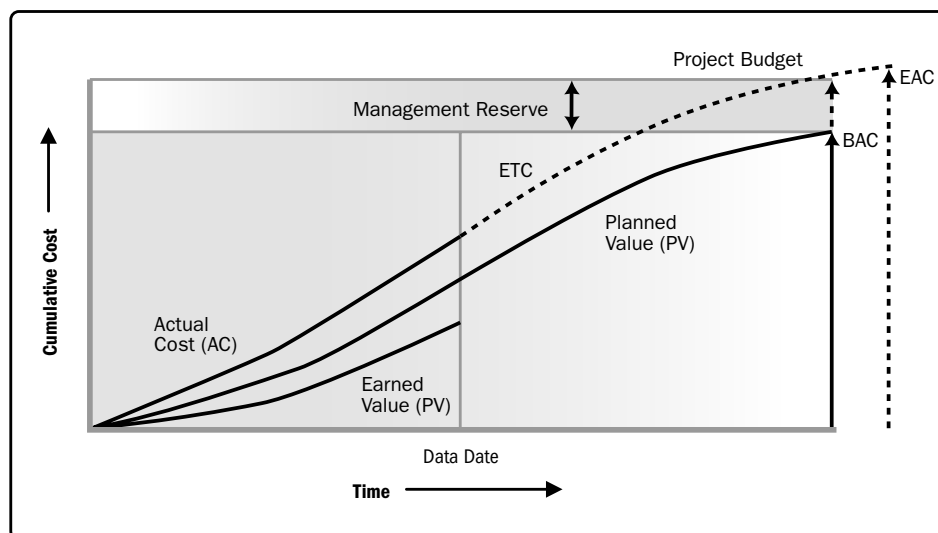 Project Budget
EAC
Management Reserve
BAC
ETC
Cumulative Cost
Planned
Value (PV)
Actual
Cost (AC)
Earned
Value (PV)
Data Date
Time